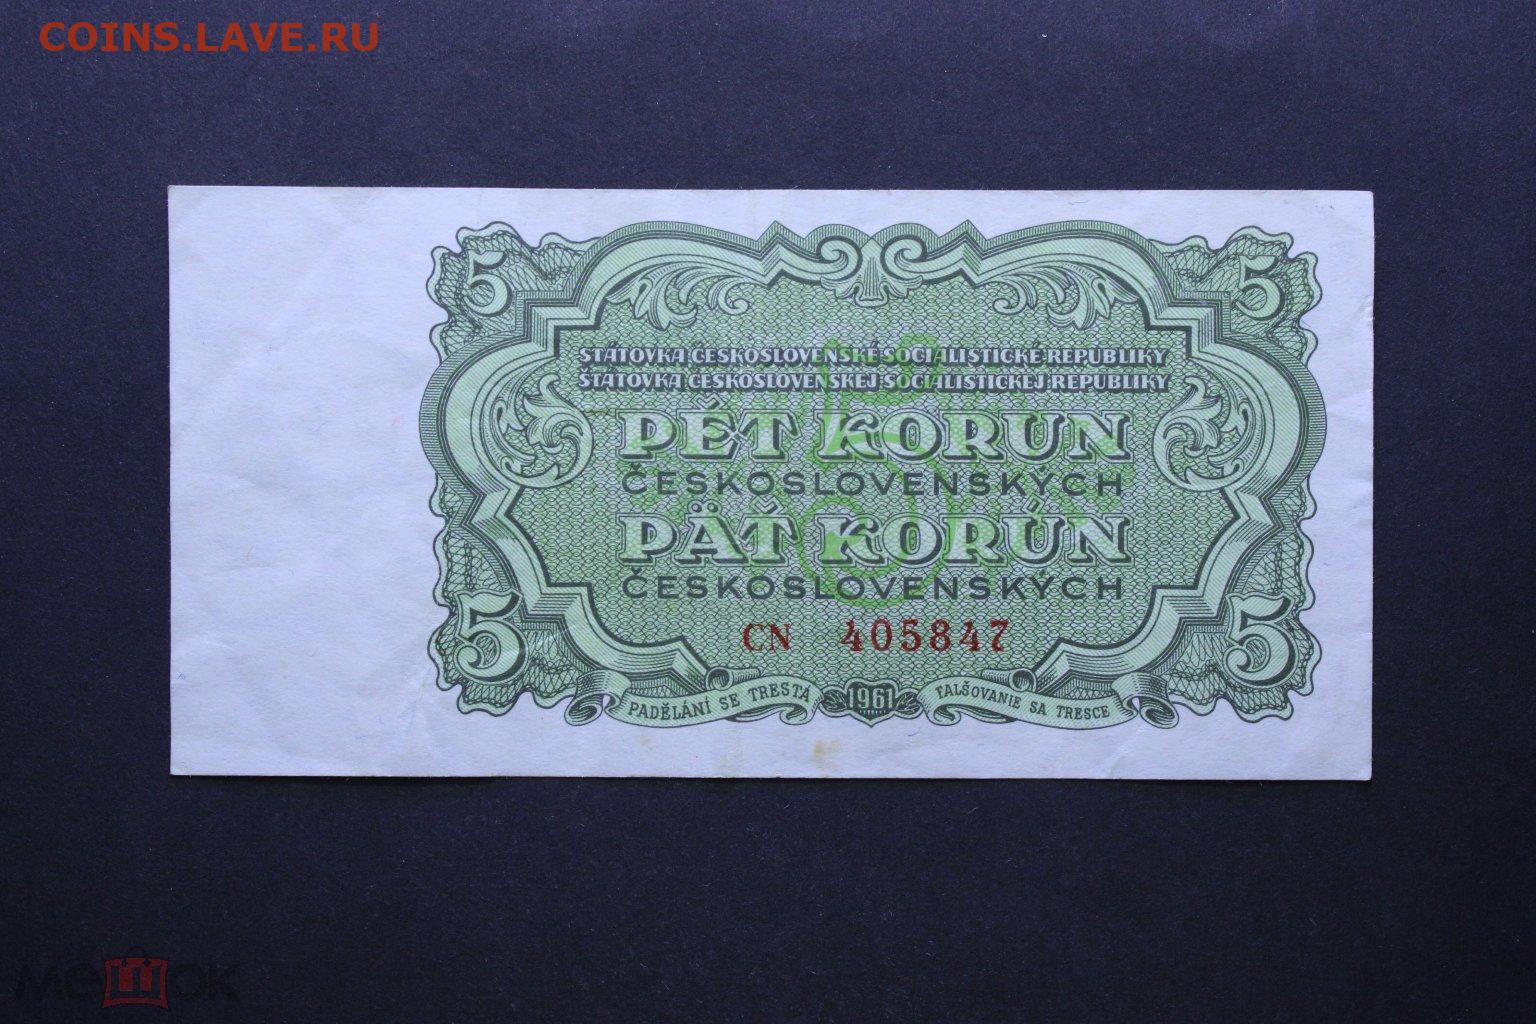 COINS.LAVE.RU
5 5
STÁTOVKA ČESKOSLOVENSKÉ SOCIALISTICKÉ REPUBLIKY
ŠTÁTOVKA ČESKOSLOVENSKEJ SOCIALISTICKEJ REPUBLIKY
PĚT KORUN
ČESKOSLOVENSKÝCH
PÄŤ KORÚN
ČESKOSLOVENSKÝCH
CN 405847
5 5
PADĚLÁNÍ SE TRESTÁ 1961 FALŠOVANIE SA TRESCE
мешок